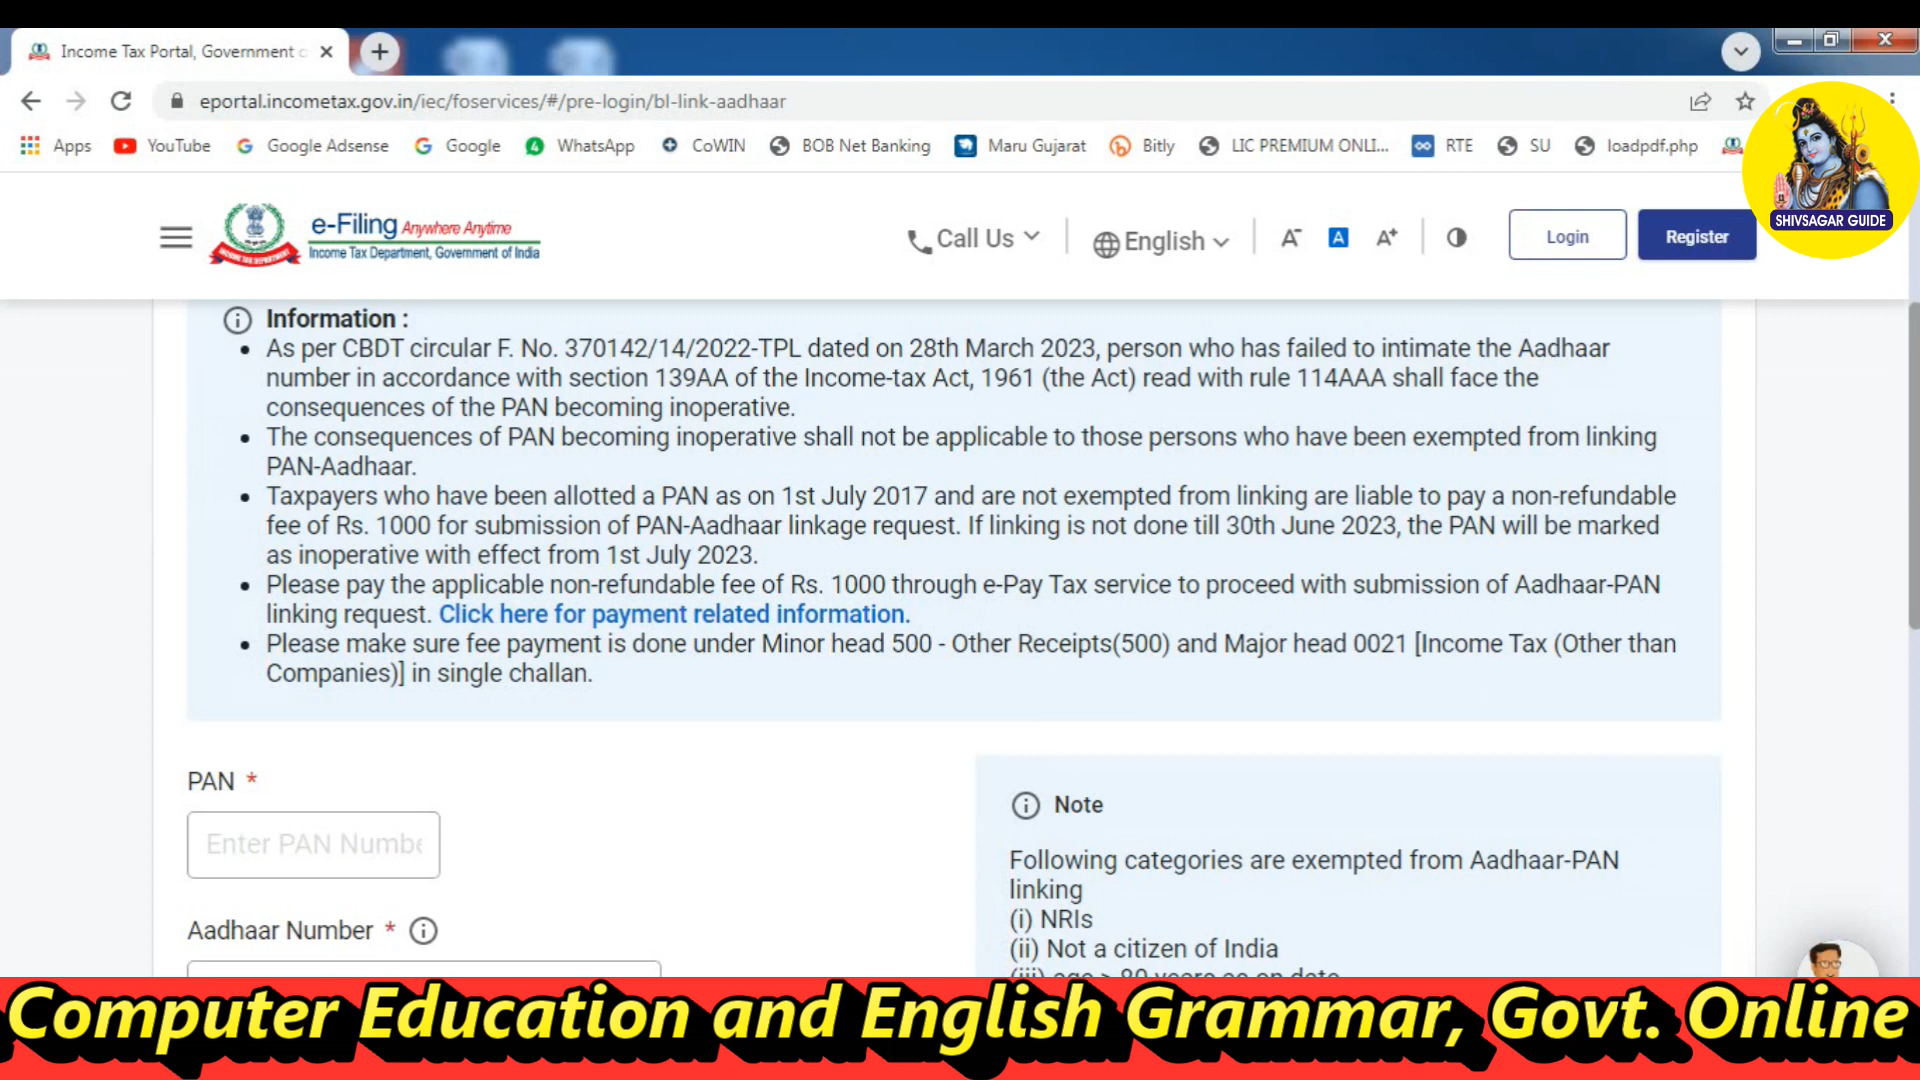 Income Tax Portal, Government o
eportal.incometax.gov.in/iec/foservices/#/pre-login/bl-link-aadhaar
Apps YouTube Google Adsense Google WhatsApp CoWIN BOB Net Banking Maru Gujarat Bitly LIC PREMIUM ONLI... RTE SU loadpdf.php
SHIVSAGAR GUIDE
e-Filing Anywhere Anytime
Income Tax Department, Government of India
Call Us English A- A A+ Login Register
Information :
As per CBDT circular F. No. 370142/14/2022-TPL dated on 28th March 2023, person who has failed to intimate the Aadhaar
number in accordance with section 139AA of the Income-tax Act, 1961 (the Act) read with rule 114AAA shall face the
consequences of the PAN becoming inoperative.
The consequences of PAN becoming inoperative shall not be applicable to those persons who have been exempted from linking
PAN-Aadhaar.
Taxpayers who have been allotted a PAN as on 1st July 2017 and are not exempted from linking are liable to pay a non-refundable
fee of Rs. 1000 for submission of PAN-Aadhaar linkage request. If linking is not done till 30th June 2023, the PAN will be marked
as inoperative with effect from 1st July 2023.
Please pay the applicable non-refundable fee of Rs. 1000 through e-Pay Tax service to proceed with submission of Aadhaar-PAN
linking request. Click here for payment related information.
Please make sure fee payment is done under Minor head 500 - Other Receipts(500) and Major head 0021 [Income Tax (Other than
Companies)] in single challan.
PAN *
Enter PAN Numbe
Aadhaar Number *
Note
Following categories are exempted from Aadhaar-PAN
linking
(i) NRIs
(ii) Not a citizen of India
(iii) age > 80 years as on date
Computer Education and English Grammar, Govt. Online